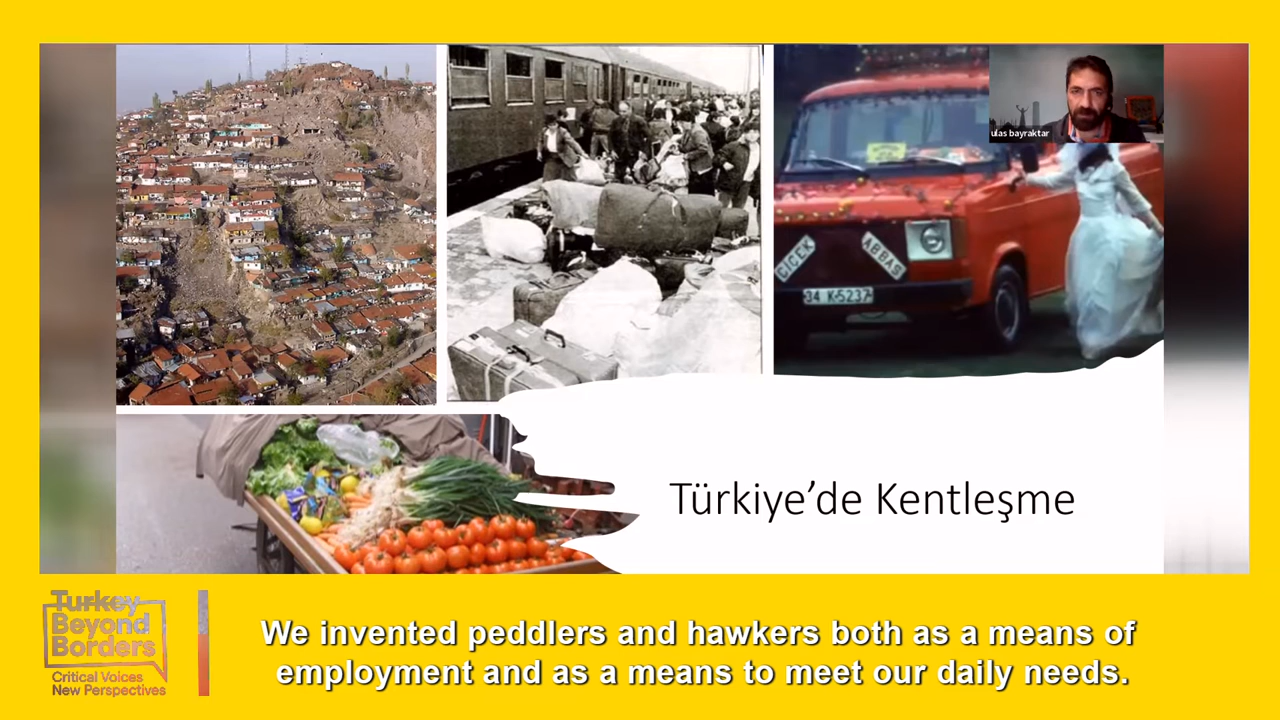 ulas bayraktar
ÇİÇEK
ABBAS
34 K·5237
Türkiye’de Kentleşme
Turkey
Beyond
Borders
Critical Voices
New Perspectives
We invented peddlers and hawkers both as a means of
employment and as a means to meet our daily needs.